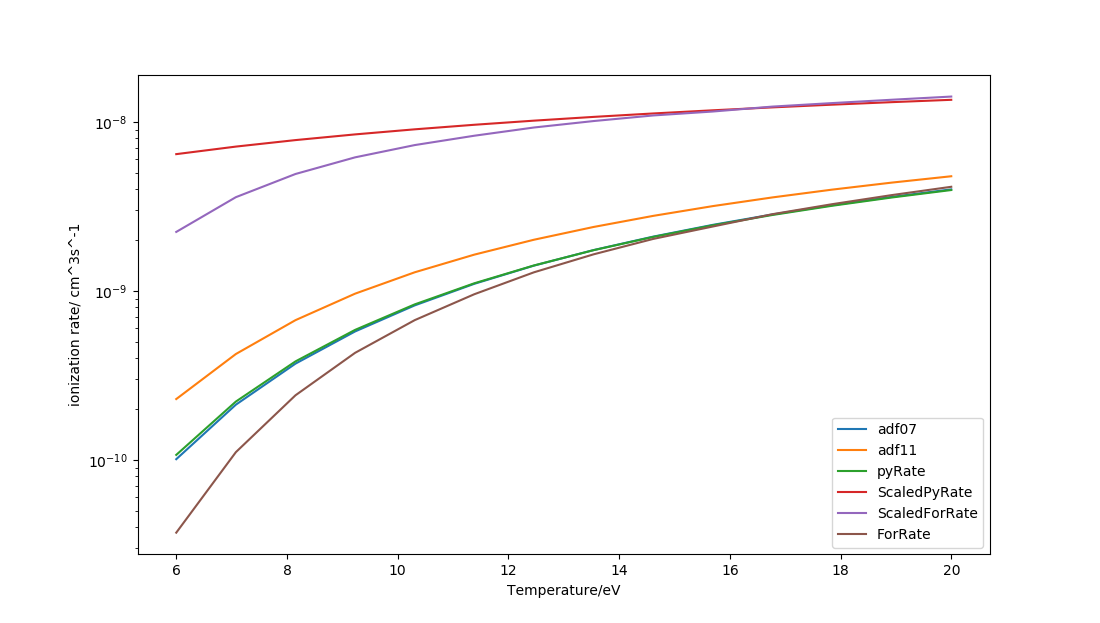 10⁻⁸
10⁻⁹
10⁻¹⁰
ionization rate/ cm^3s^-1
6 8 10 12 14 16 18 20
Temperature/eV
adf07
adf11
pyRate
ScaledPyRate
ScaledForRate
ForRate